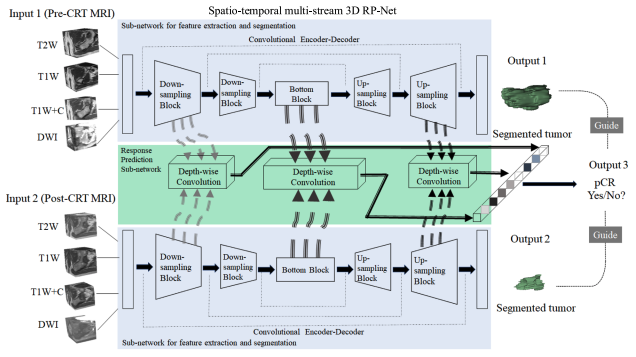 Spatio-temporal multi-stream 3D RP-Net
Input 1 (Pre-CRT MRI)
Sub-network for feature extraction and segmentation
Convolutional Encoder-Decoder
T2W
T1W
T1W+C
DWI
Down-
sampling
Block
Down-
sampling
Block
Bottom
Block
Up-
sampling
Block
Up-
sampling
Block
Output 1
Segmented tumor
Guide
Response
Prediction
Sub-network
Depth-wise
Convolution
Depth-wise
Convolution
Depth-wise
Convolution
Output 3
pCR
Yes/No?
Input 2 (Post-CRT MRI)
T2W
T1W
T1W+C
DWI
Down-
sampling
Block
Down-
sampling
Block
Bottom Block
Up-
sampling
Block
Up-
sampling
Block
Output 2
Guide
Segmented tumor
Convolutional Encoder-Decoder
Sub-network for feature extraction and segmentation